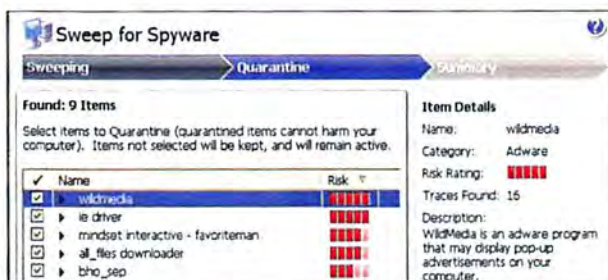 Sweep for Spyware
Sweeping
Quarantine
Summary
Found: 9 Items
Select items to Quarantine (quarantined items cannot harm your
computer). Items not selected will be kept, and will remain active.
Name Risk
wildmedia
ie driver
mindset interactive - favoriteman
all_files downloader
bho_sep
Item Details
Name: wildmedia
Category: Adware
Risk Rating:
Traces Found: 16
Description:
WildMedia is an adware program
that may display pop-up
advertisements on your
computer.